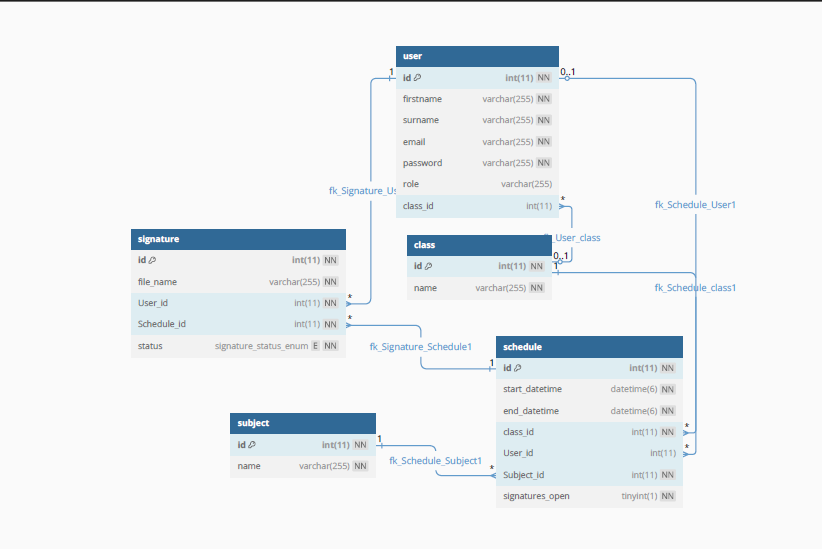 user
1
id int(11) NN
0..1
firstname varchar(255) NN
surname varchar(255) NN
email varchar(255) NN
password varchar(255) NN
role varchar(255)
class_id int(11)
*
fk_Signature_Us
fk_Schedule_User1
_User_class
signature
id int(11) NN
file_name varchar(255) NN
User_id int(11) NN
*
Schedule_id int(11) NN
*
status signature_status_enum E NN
class
0..1
id int(11) NN
1
name varchar(255) NN
fk_Schedule_class1
fk_Signature_Schedule1
schedule
1
id int(11) NN
start_datetime datetime(6) NN
end_datetime datetime(6) NN
class_id int(11) NN
*
User_id int(11)
*
Subject_id int(11) NN
*
signatures_open tinyint(1) NN
subject
id int(11) NN
1
name varchar(255) NN
fk_Schedule_Subject1